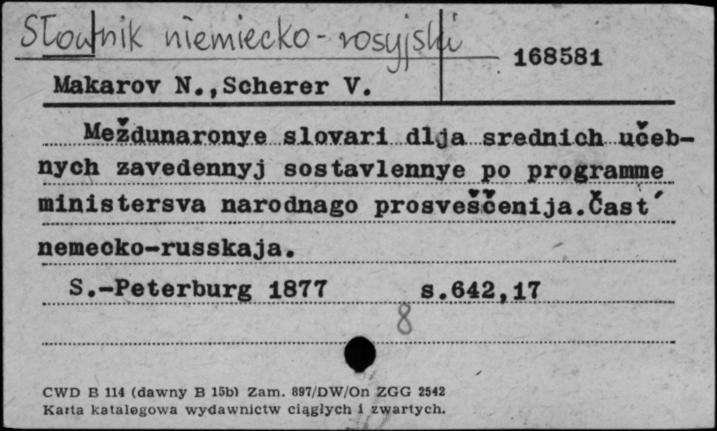 Słownik niemiecko-rosyjski
168581
Makarov N.,Scherer V.
Meždunaronye slovari dlja srednich učeb-
nych zavedennyj sostavlennye po programme
ministersva narodnago prosveščenija.Čast´
nemecko-russkaja.
S.-Peterburg 1877 s.642,17
8
CWD B 114 (dawny B 15b) Zam. 897/DW/On ZGG 2542
Karta katalogowa wydawnictw ciągłych i zwartych.